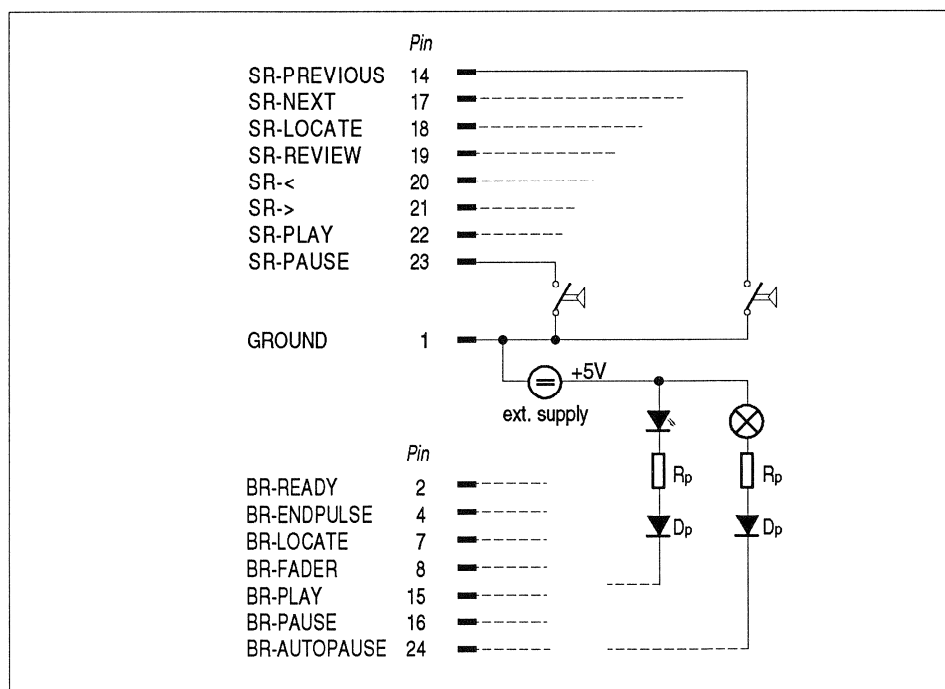 Pin
SR-PREVIOUS 14
SR-NEXT 17
SR-LOCATE 18
SR-REVIEW 19
SR-< 20
SR-> 21
SR-PLAY 22
SR-PAUSE 23
GROUND 1
+5V
ext. supply
Pin
Rp Rp
BR-READY 2
BR-ENDPULSE 4
Dp Dp
BR-LOCATE 7
BR-FADER 8
BR-PLAY 15
BR-PAUSE 16
BR-AUTOPAUSE 24